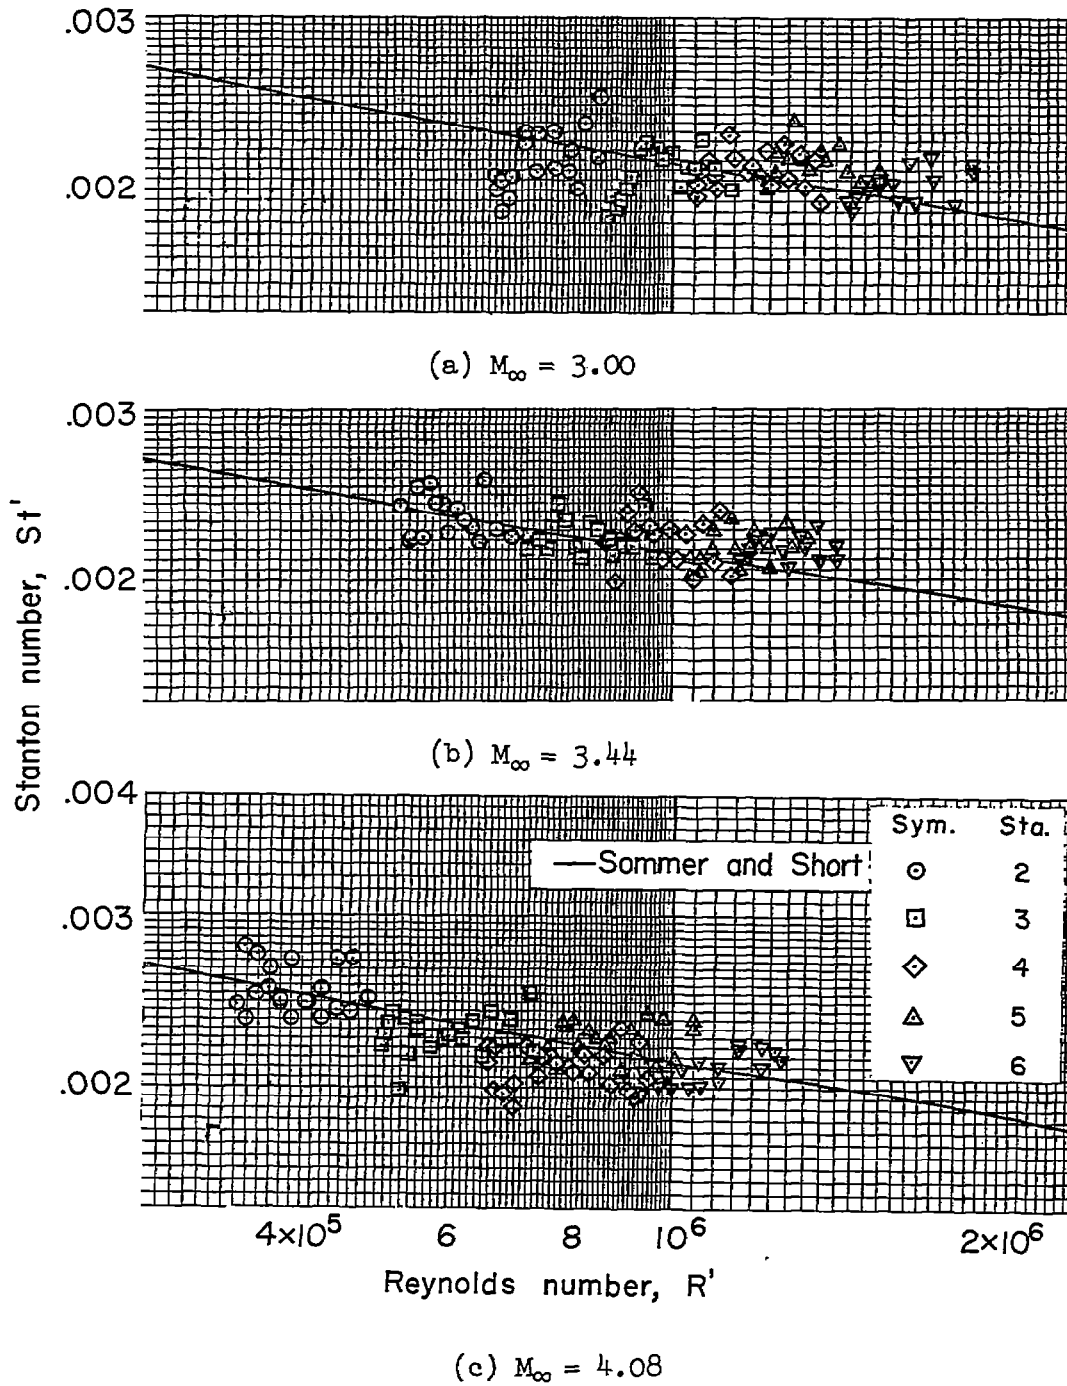 .003
.002
(a) M∞ = 3.00
.003
.002
(b) M∞ = 3.44
Stanton number, St'
.004
.003
.002
Sommer and Short
Sym. Sta.
2
3
4
5
6
4×10⁵ 6 8 10⁶ 2×10⁶
Reynolds number, R'
(c) M∞ = 4.08